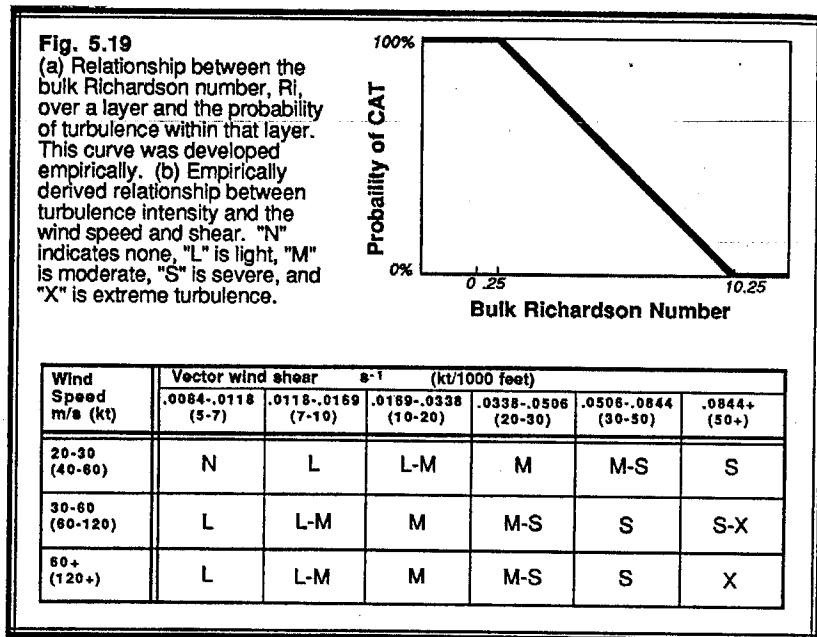 Fig. 5.19
(a) Relationship between the
bulk Richardson number, Ri,
over a layer and the probability
of turbulence within that layer.
This curve was developed
empirically. (b) Empirically
derived relationship between
turbulence intensity and the
wind speed and shear. "N"
indicates none, "L" is light, "M"
is moderate, "S" is severe, and
"X" is extreme turbulence.
100%
Probaility of CAT
0%
0 .25
10.25
Bulk Richardson Number
Wind
Speed
m/s (kt)
Vector wind shear s-1 (kt/1000 feet)
.0084-.0118 (5-7)
.0118-.0169 (7-10)
.0169-.0338 (10-20)
.0338-.0506 (20-30)
.0506-.0844 (30-50)
.0844+ (50+)
20-30 (40-60) N L L-M M M-S S
30-60 (60-120) L L-M M M-S S S-X
60+ (120+) L L-M M M-S S X